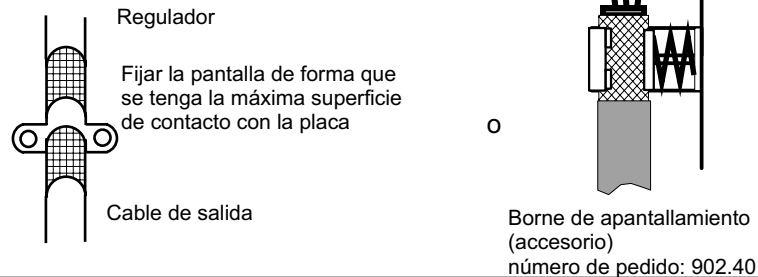 Regulador
Fijar la pantalla de forma que
se tenga la máxima superficie
de contacto con la placa
o
Cable de salida
Borne de apantallamiento
(accesorio)
número de pedido: 902.40